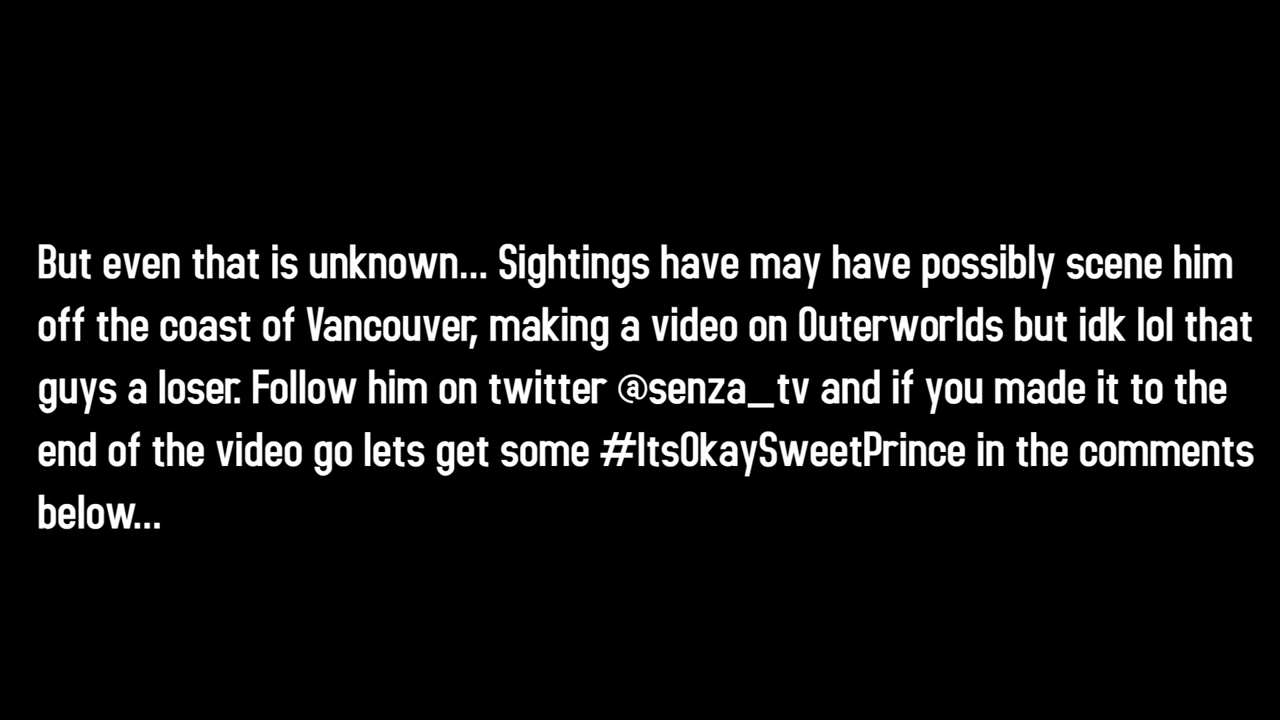 But even that is unknown... Sightings have may have possibly scene him
off the coast of Vancouver, making a video on Outerworlds but idk lol that
guys a loser. Follow him on twitter @senza_tv and if you made it to the
end of the video go lets get some #ItsOkaySweetPrince in the comments
below...